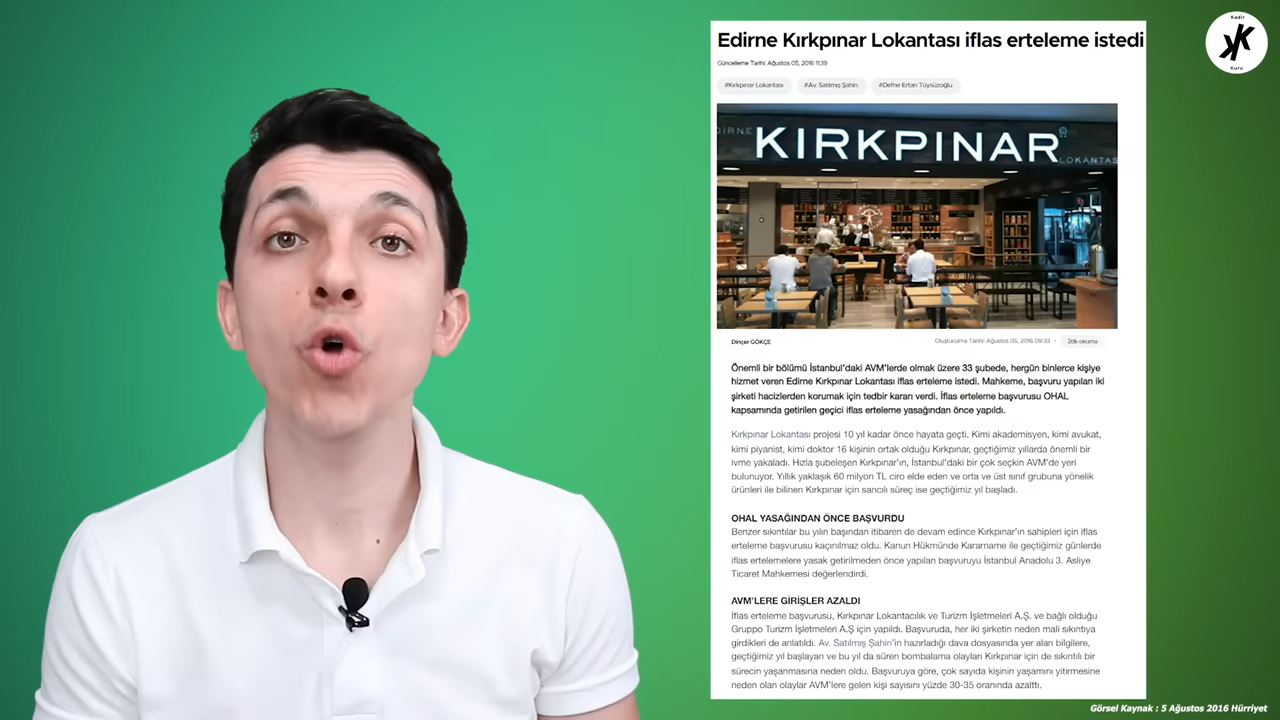 Edirne Kırkpınar Lokantası iflas erteleme istedi
Güncelleme Tarihi: Ağustos 05, 2016 11:39
#Kırkpınar Lokantası #Av. Satılmış Şahin #Defne Ertan Tüysüzoğlu
EDİRNE
KIRKPINAR
LOKANTAS
Dinçer GÖKÇE Oluşturulma Tarihi: Ağustos 05, 2016 09:33 • 2dk okuma
Önemli bir bölümü İstanbul'daki AVM'lerde olmak üzere 33 şubede, hergün binlerce kişiye
hizmet veren Edirne Kırkpınar Lokantası iflas erteleme istedi. Mahkeme, başvuru yapılan iki
şirketi hacizlerden korumak için tedbir kararı verdi. İflas erteleme başvurusu OHAL
kapsamında getirilen geçici iflas erteleme yasağından önce yapıldı.
Kırkpınar Lokantası projesi 10 yıl kadar önce hayata geçti. Kimi akademisyen, kimi avukat,
kimi piyanist, kimi doktor 16 kişinin ortak olduğu Kırkpınar, geçtiğimiz yıllarda önemli bir
ivme yakaladı. Hızla şubeleşen Kırkpınar'ın, İstanbul'daki bir çok seçkin AVM'de yeri
bulunuyor. Yıllık yaklaşık 60 milyon TL ciro elde eden ve orta ve üst sınıf grubuna yönelik
ürünleri ile bilinen Kırkpınar için sancılı süreç ise geçtiğimiz yıl başladı.
OHAL YASAĞINDAN ÖNCE BAŞVURDU
Benzer sıkıntılar bu yılın başından itibaren de devam edince Kırkpınar'ın sahipleri için iflas
erteleme başvurusu kaçınılmaz oldu. Kanun Hükmünde Kararname ile geçtiğimiz günlerde
iflas ertelemelere yasak getirilmeden önce yapılan başvuruyu İstanbul Anadolu 3. Asliye
Ticaret Mahkemesi değerlendirdi.
AVM'LERE GİRİŞLER AZALDI
İflas erteleme başvurusu, Kırkpınar Lokantacılık ve Turizm İşletmeleri A.Ş. ve bağlı olduğu
Gruppo Turizm İşletmeleri A.Ş için yapıldı. Başvuruda, her iki şirketin neden mali sıkıntıya
girdikleri de anlatıldı. Av. Satılmış Şahin'in hazırladığı dava dosyasında yer alan bilgilere,
geçtiğimiz yıl başlayan ve bu yıl da süren bombalama olayları Kırkpınar için de sıkıntılı bir
sürecin yaşanmasına neden oldu. Başvuruya göre, çok sayıda kişinin yaşamını yitirmesine
neden olan olaylar AVM'lere gelen kişi sayısını yüzde 30-35 oranında azalttı.
Kadir
KK
Kuru
Görsel Kaynak : 5 Ağustos 2016 Hürriyet